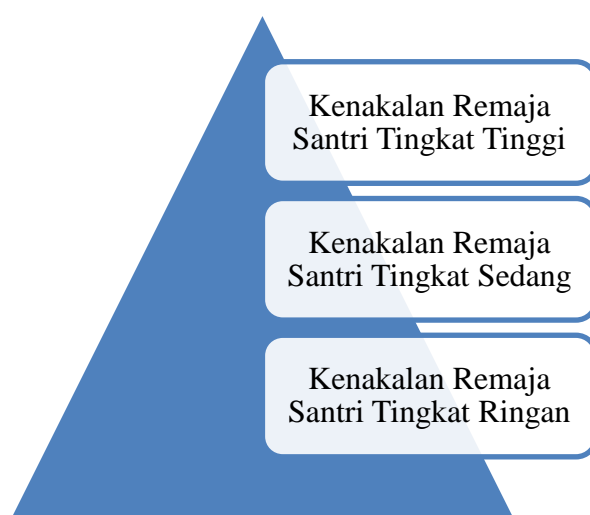 Kenakalan Remaja
Santri Tingkat Tinggi
Kenakalan Remaja
Santri Tingkat Sedang
Kenakalan Remaja
Santri Tingkat Ringan